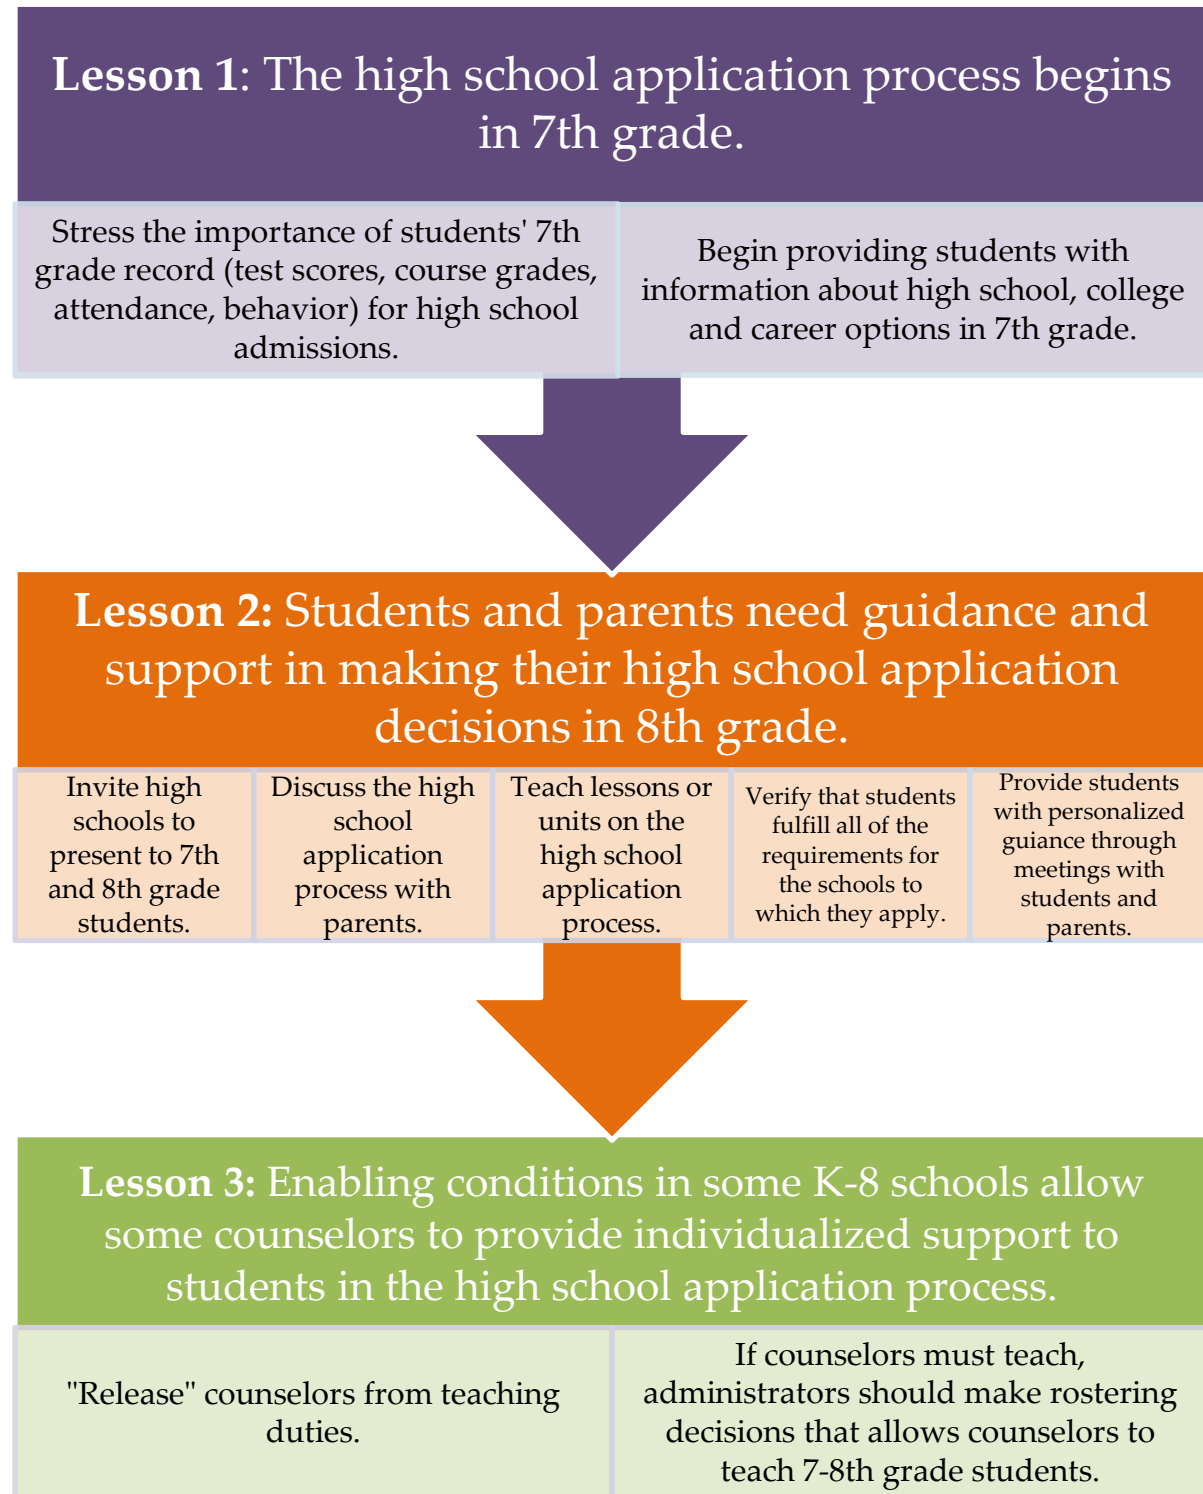 Lesson 1: The high school application process begins
in 7th grade.
Stress the importance of students' 7th
grade record (test scores, course grades,
attendance, behavior) for high school
admissions.
Begin providing students with
information about high school, college
and career options in 7th grade.
Lesson 2: Students and parents need guidance and
support in making their high school application
decisions in 8th grade.
Invite high
schools to
present to 7th
and 8th grade
students.
Discuss the high
school
application
process with
parents.
Teach lessons or
units on the
high school
application
process.
Verify that students
fulfill all of the
requirements for
the schools to
which they apply.
Provide students
with personalized
guiance through
meetings with
students and
parents.
Lesson 3: Enabling conditions in some K-8 schools allow
some counselors to provide individualized support to
students in the high school application process.
"Release" counselors from teaching
duties.
If counselors must teach,
administrators should make rostering
decisions that allows counselors to
teach 7-8th grade students.